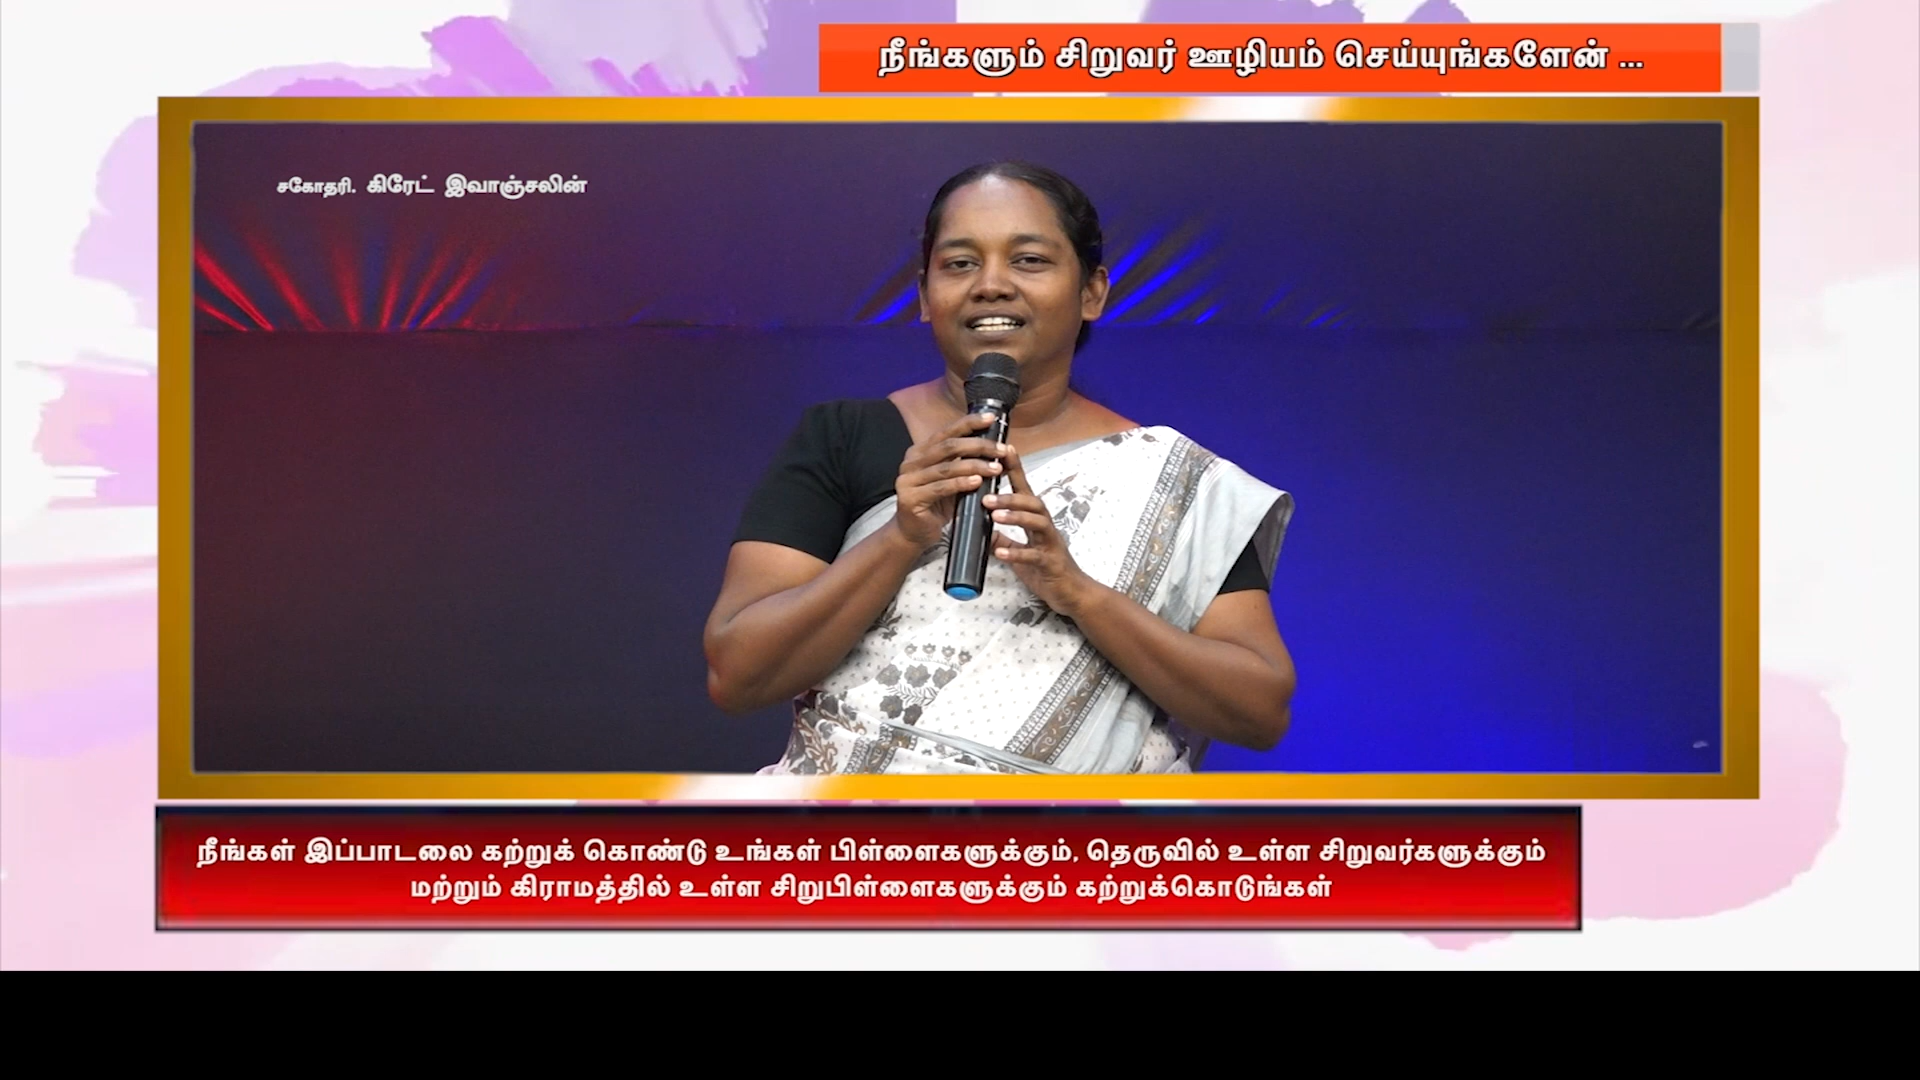 நீங்களும் சிறுவர் ஊழியம் செய்யுங்களேன் ...
சகோதரி. கிரேட் இவாஞ்சலின்
நீங்கள் இப்பாடலை கற்றுக் கொண்டு உங்கள் பிள்ளைகளுக்கும், தெருவில் உள்ள சிறுவர்களுக்கும்
மற்றும் கிராமத்தில் உள்ள சிறுபிள்ளைகளுக்கும் கற்றுக்கொடுங்கள்